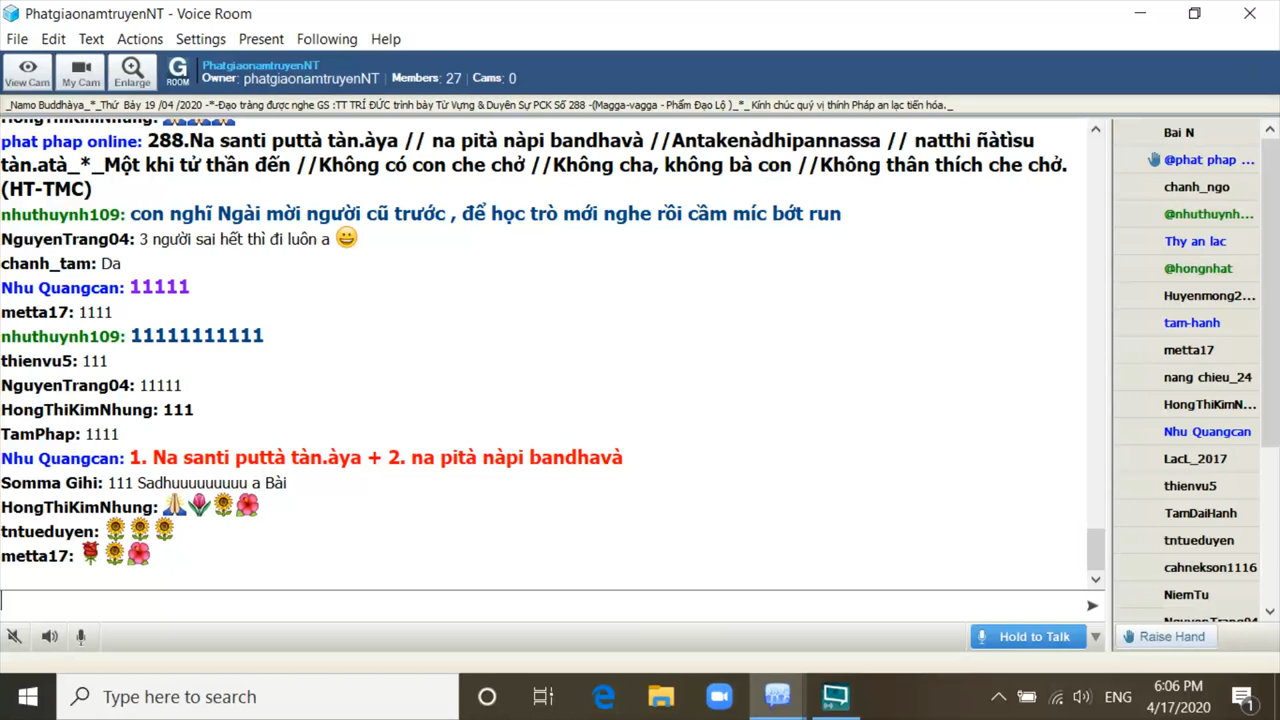 PhatgiaonamtruyenNT - Voice Room
File Edit Text Actions Settings Present Following Help
View Cam My Cam Enlarge G ROOM PhatgiaonamtruyenNT
Owner: phatgiaonamtruyenNT Members: 27 Cams: 0
_Namo Buddhàya_*_Thứ Bảy 19 /04 /2020 -*-Đạo tràng được nghe GS :TT TRÍ ĐỨC trình bày Từ Vựng & Duyên Sự PCK Số 288 -(Magga-vagga - Phẩm Đạo Lộ )_*_ Kính chúc quý vị thính Pháp an lạc tiến hóa._
HongThiKimNhung:
phat phap online: 288.Na santi puttà tàn.àya // na pità nàpi bandhavà //Antakenàdhipannassa // natthi ñàtìsu
tàn.atà_*_Một khi tử thần đến //Không có con che chở //Không cha, không bà con //Không thân thích che chở.
(HT-TMC)
nhuthuynh109: con nghĩ Ngài mời người cũ trước , để học trò mới nghe rồi cầm míc bớt run
NguyenTrang04: 3 người sai hết thì đi luôn a
chanh_tam: Da
Nhu Quangcan: 11111
metta17: 1111
nhuthuynh109: 11111111111
thienvu5: 111
NguyenTrang04: 11111
HongThiKimNhung: 111
TamPhap: 1111
Nhu Quangcan: 1. Na santi puttà tàn.àya + 2. na pità nàpi bandhavà
Somma Gihi: 111 Sadhuuuuuuuuu a Bài
HongThiKimNhung:
tntueduyen:
metta17:
Bai N
@phat phap ...
chanh_ngo
@nhuthuynh...
Thy an lac
@hongnhat
Huyenmong2...
tam-hanh
metta17
nang chieu_24
HongThiKimN...
Nhu Quangcan
LacL_2017
thienvu5
TamDaiHanh
tntueduyen
cahnekson1116
NiemTu
NguyenTrang04
Hold to Talk
Raise Hand
Type here to search
ENG
6:06 PM
4/17/2020
1